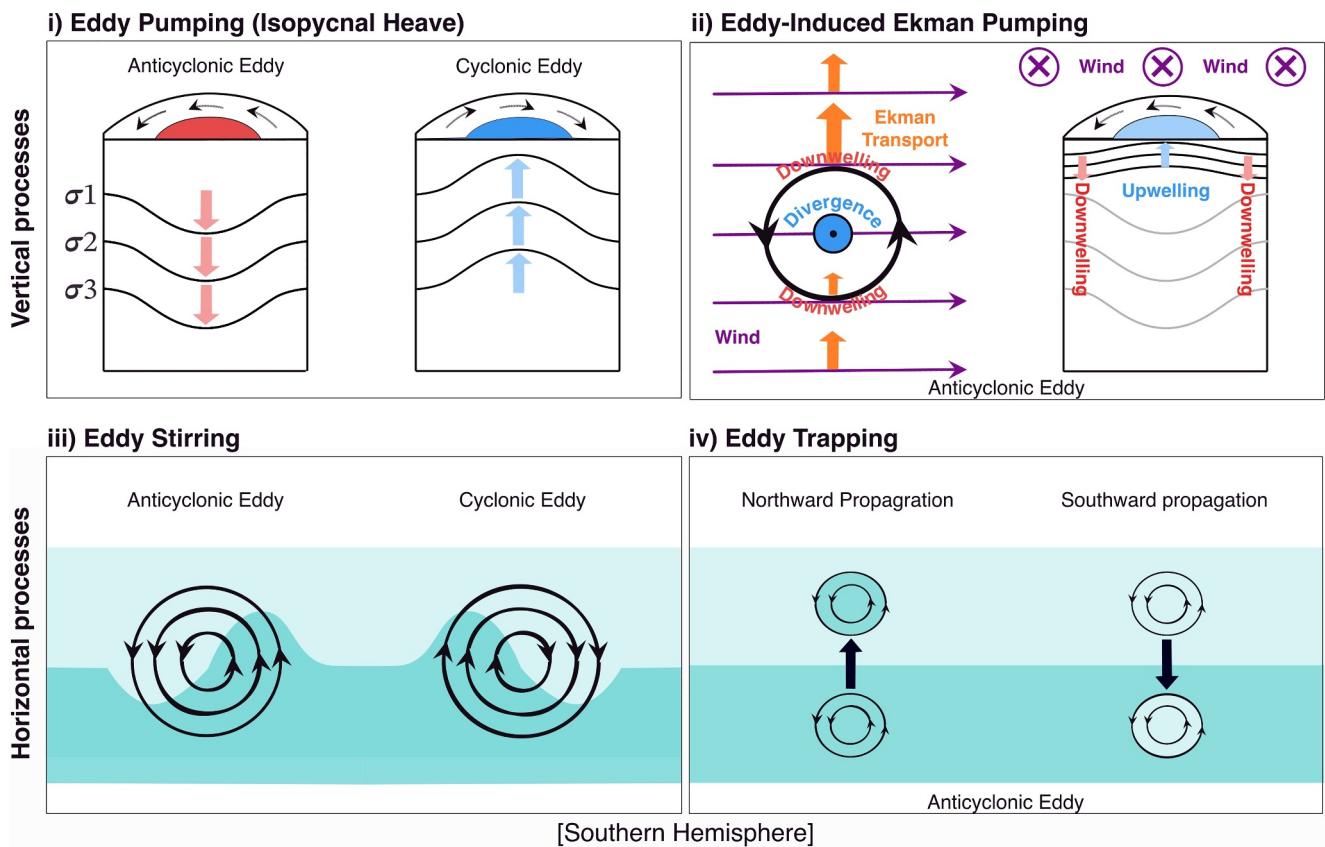 i) Eddy Pumping (Isopycnal Heave)
Anticyclonic Eddy
Cyclonic Eddy
σ1
σ2
σ3
Vertical processes
ii) Eddy-Induced Ekman Pumping
Wind
Wind
Ekman
Transport
Downwelling
Divergence
Downwelling
Wind
Upwelling
Downwelling
Downwelling
Anticyclonic Eddy
iii) Eddy Stirring
Anticyclonic Eddy
Cyclonic Eddy
Horizontal processes
iv) Eddy Trapping
Northward Propagration
Southward propagation
Anticyclonic Eddy
[Southern Hemisphere]